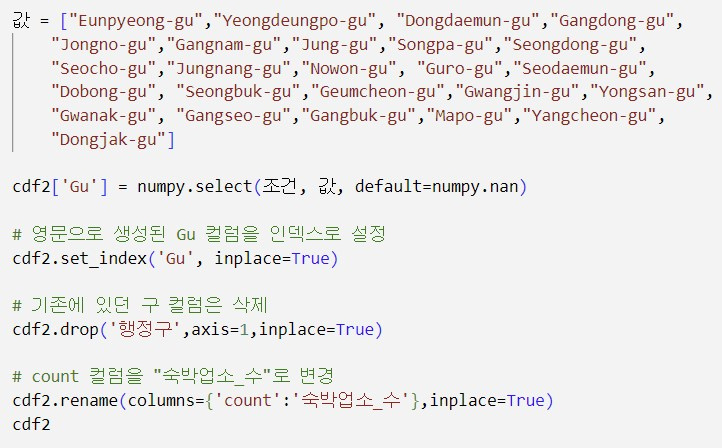 값 = ["Eunpyeong-gu","Yeongdeungpo-gu", "Dongdaemun-gu","Gangdong-gu",
"Jongno-gu","Gangnam-gu","Jung-gu","Songpa-gu","Seongdong-gu",
"Seocho-gu","Jungnang-gu","Nowon-gu", "Guro-gu","Seodaemun-gu",
"Dobong-gu", "Seongbuk-gu","Geumcheon-gu","Gwangjin-gu","Yongsan-gu",
"Gwanak-gu", "Gangseo-gu","Gangbuk-gu","Mapo-gu","Yangcheon-gu",
"Dongjak-gu"]
cdf2['Gu'] = numpy.select(조건, 값, default=numpy.nan)
# 영문으로 생성된 Gu 컬럼을 인덱스로 설정
cdf2.set_index('Gu', inplace=True)
# 기존에 있던 구 컬럼은 삭제
cdf2.drop('행정구',axis=1,inplace=True)
# count 컬럼을 "숙박업소_수"로 변경
cdf2.rename(columns={'count':'숙박업소_수'},inplace=True)
cdf2